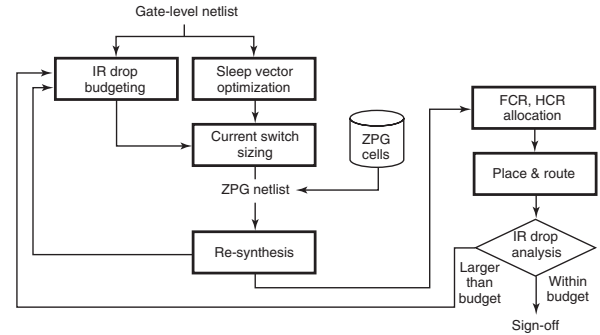 Gate-level netlist
IR drop
budgeting
Sleep vector
optimization
Current switch
sizing
ZPG
cells
ZPG netlist
Re-synthesis
FCR, HCR
allocation
Place & route
IR drop
analysis
Larger
than
budget
Within
budget
Sign-off